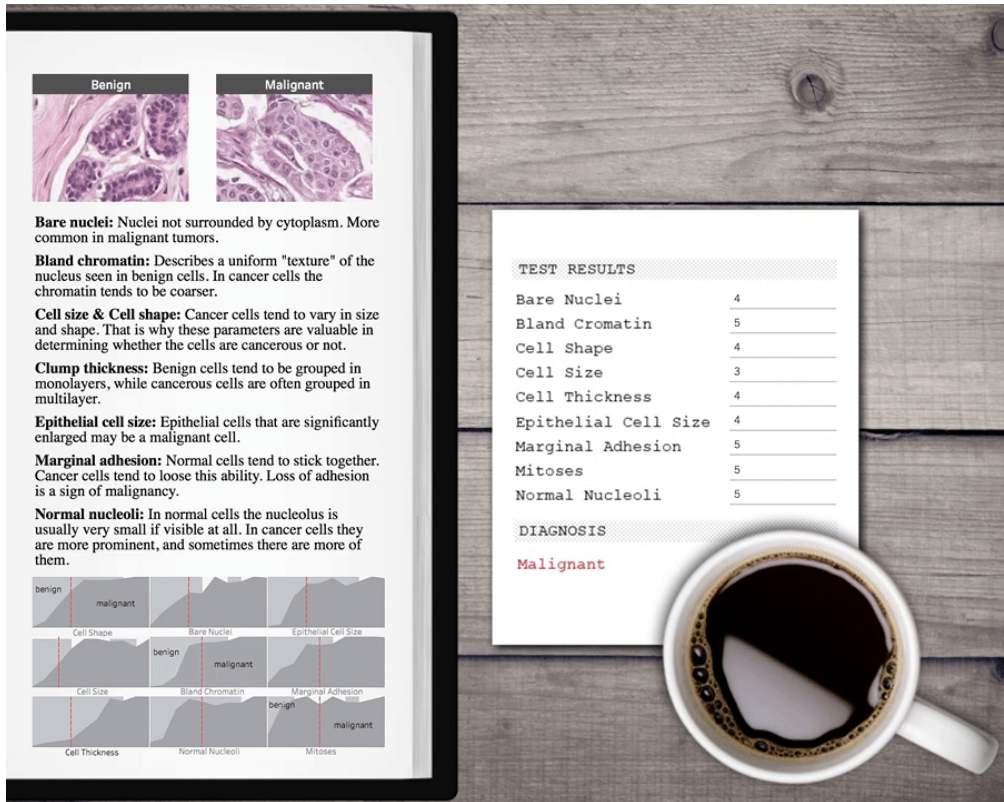 Benign
Malignant
Bare nuclei: Nuclei not surrounded by cytoplasm. More
common in malignant tumors.
Bland chromatin: Describes a uniform "texture" of the
nucleus seen in benign cells. In cancer cells the
chromatin tends to be coarser.
Cell size & Cell shape: Cancer cells tend to vary in size
and shape. That is why these parameters are valuable in
determining whether the cells are cancerous or not.
Clump thickness: Benign cells tend to be grouped in
monolayers, while cancerous cells are often grouped in
multilayer.
Epithelial cell size: Epithelial cells that are significantly
enlarged may be a malignant cell.
Marginal adhesion: Normal cells tend to stick together.
Cancer cells tend to loose this ability. Loss of adhesion
is a sign of malignancy.
Normal nucleoli: In normal cells the nucleolus is
usually very small if visible at all. In cancer cells they
are more prominent, and sometimes there are more of
them.
benign
malignant
Cell Shape
Bare Nuclei
Epithelial Cell Size
benign
malignant
Cell Size
Bland Chromatin
Marginal Adhesion
benign
malignant
Cell Thickness
Normal Nucleoli
Mitoses
TEST RESULTS
Bare Nuclei 4
Bland Cromatin 5
Cell Shape 4
Cell Size 3
Cell Thickness 4
Epithelial Cell Size 4
Marginal Adhesion 5
Mitoses 5
Normal Nucleoli 5
DIAGNOSIS
Malignant